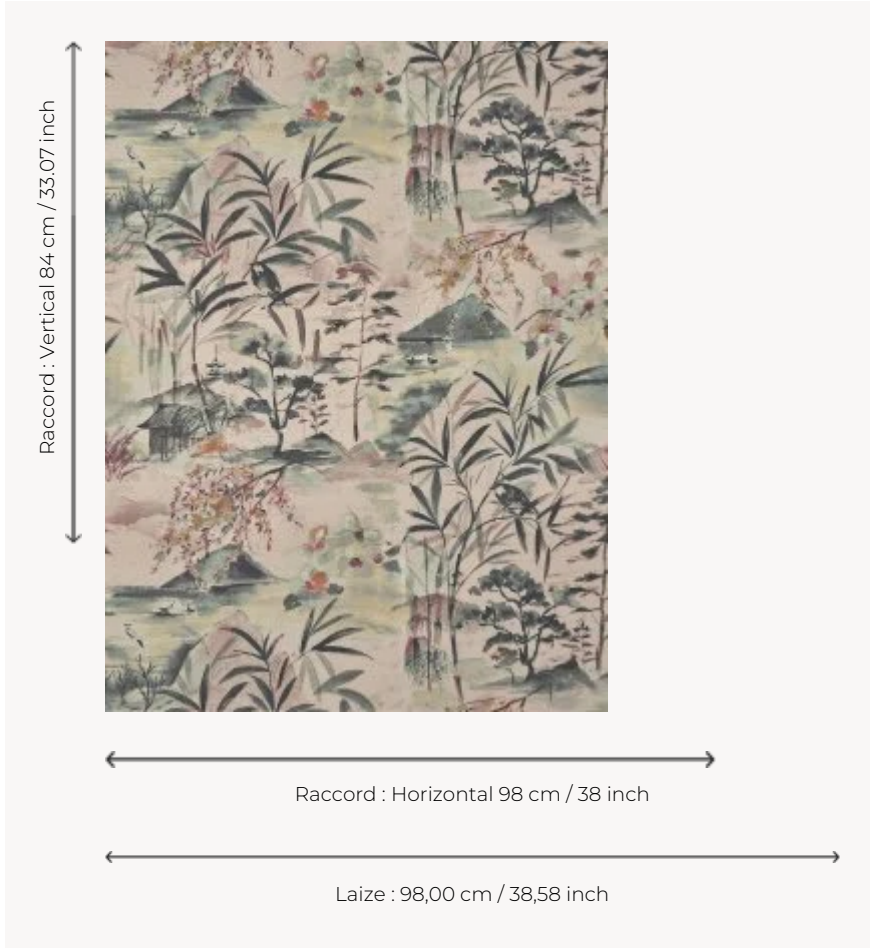 Raccord : Vertical 84 cm / 33.07 inch
Raccord : Horizontal 98 cm / 38 inch
Laize : 98,00 cm / 38,58 inch